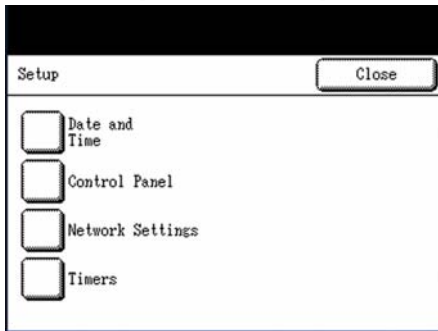 Setup
Close
Date and
Time
Control Panel
Network Settings
Timers